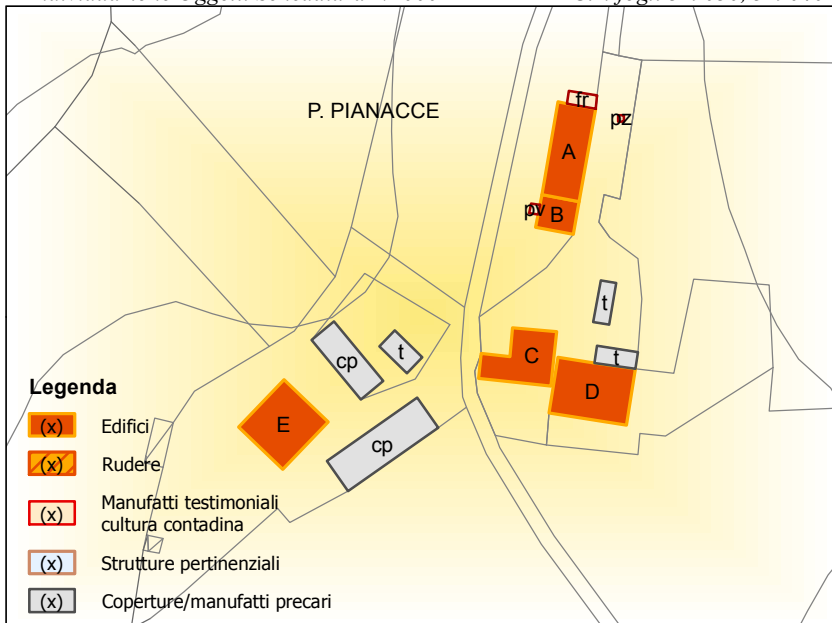 P. PIANACCE
fr
pz
A
pv
B
t
C
t
D
cp
t
E
cp
Legenda
(x) Edifici
(x) Rudere
(x) Manufatti testimoniali
cultura contadina
(x) Strutture pertinenziali
(x) Coperture/manufatti precari